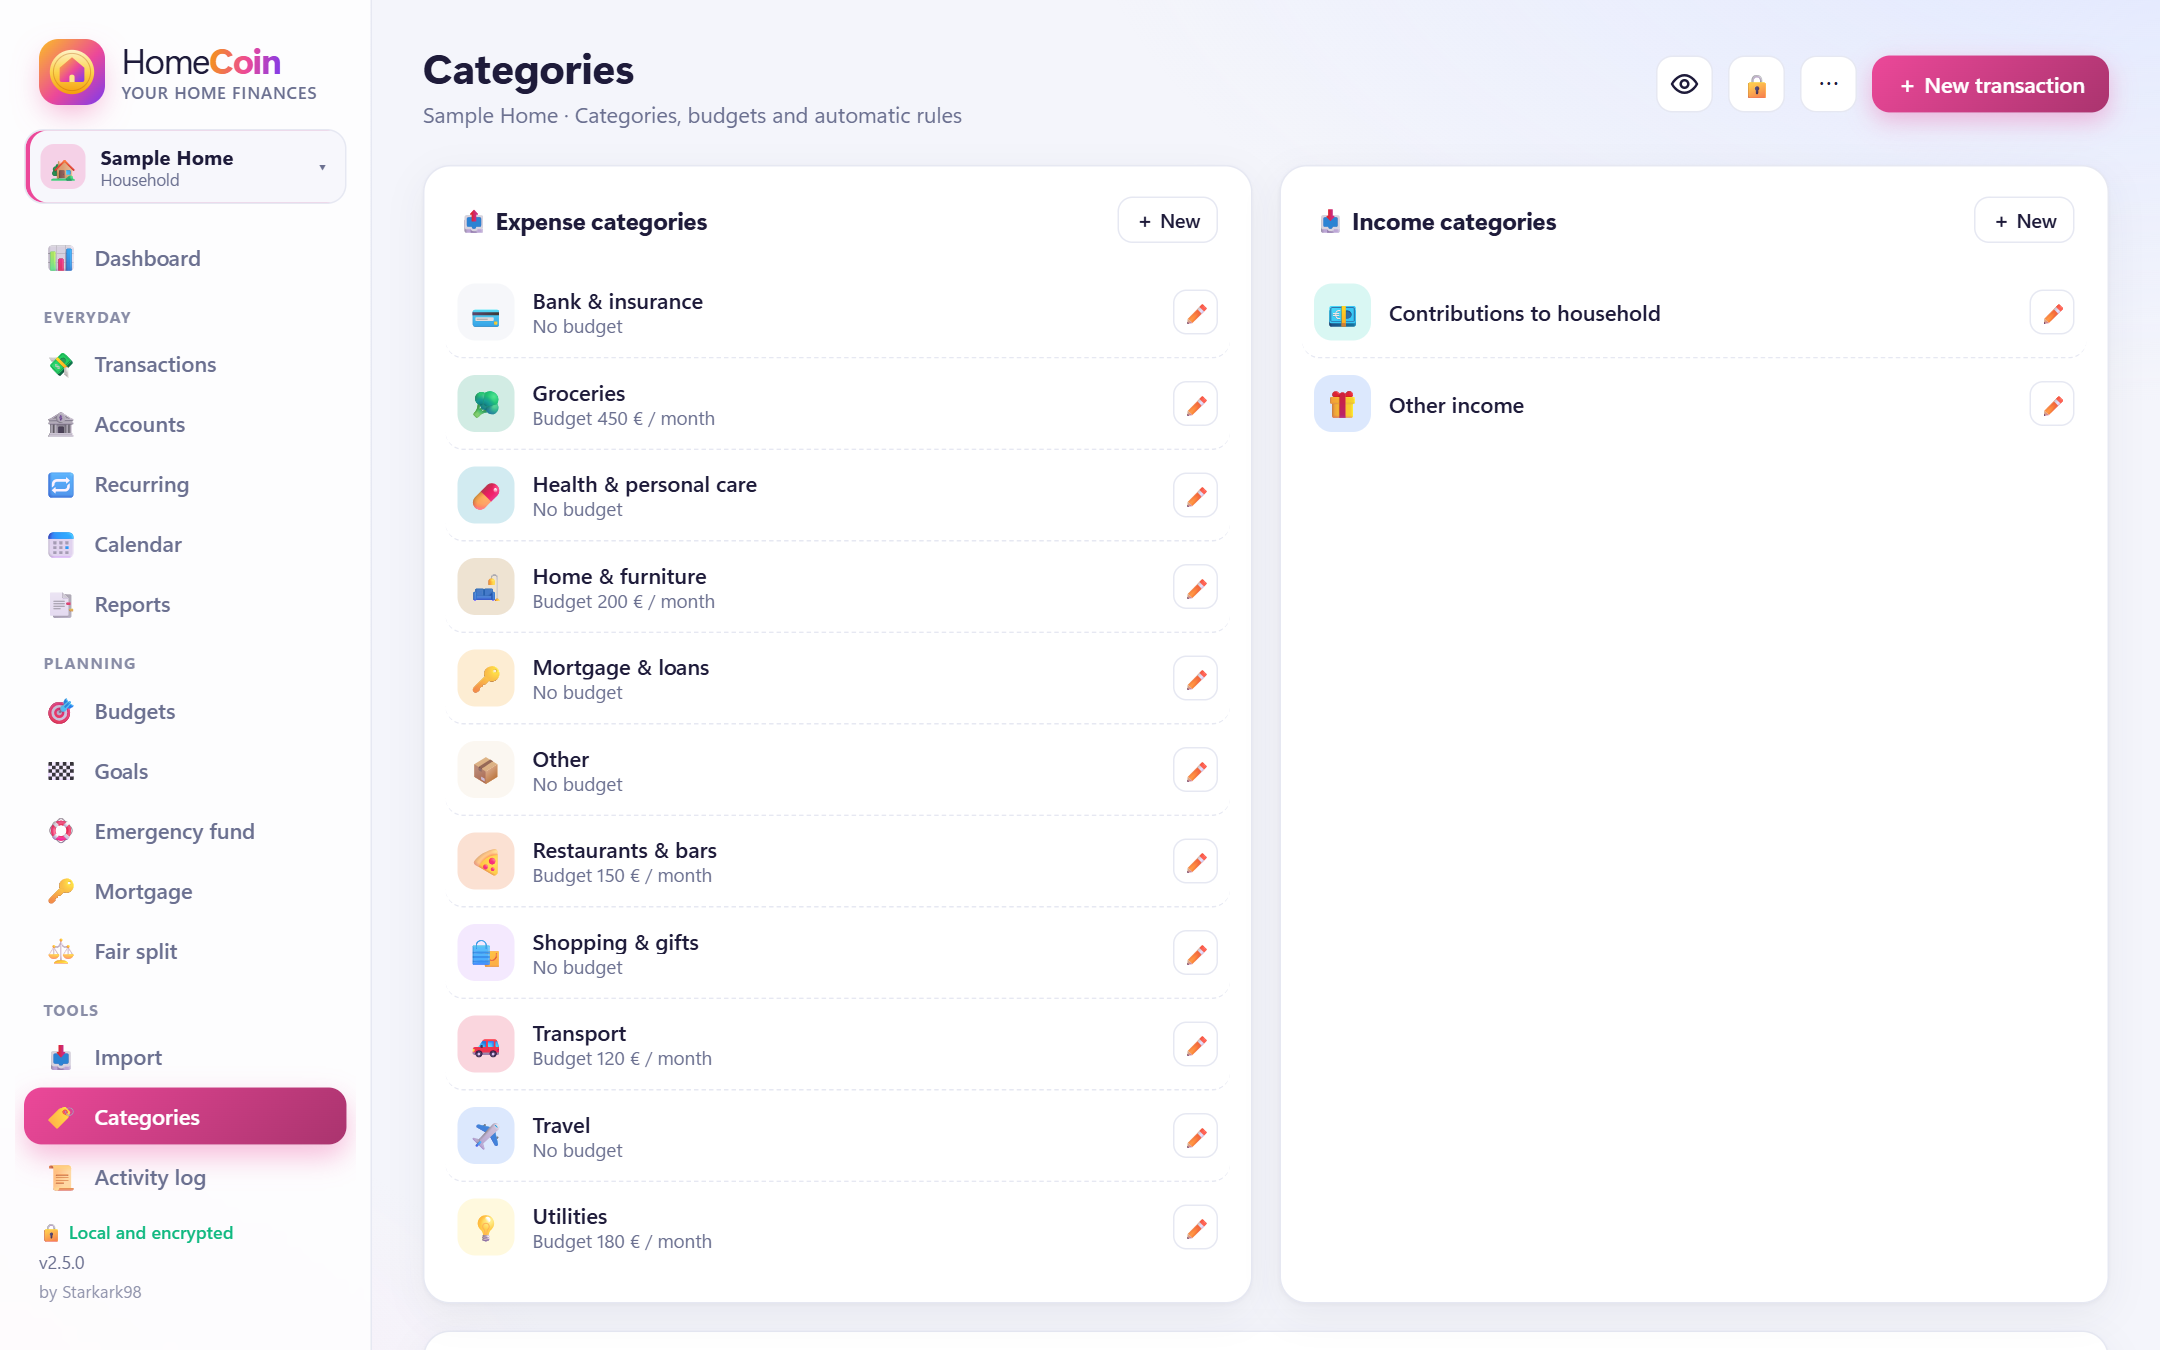 HomeCoin
YOUR HOME FINANCES
Sample Home
Household
Dashboard
EVERYDAY
Transactions
Accounts
Recurring
Calendar
Reports
PLANNING
Budgets
Goals
Emergency fund
Mortgage
Fair split
TOOLS
Import
Categories
Activity log
Local and encrypted
v2.5.0
by Starkark98
Categories
Sample Home · Categories, budgets and automatic rules
+ New transaction
Expense categories
+ New
Bank & insurance
No budget
Groceries
Budget 450 € / month
Health & personal care
No budget
Home & furniture
Budget 200 € / month
Mortgage & loans
No budget
Other
No budget
Restaurants & bars
Budget 150 € / month
Shopping & gifts
No budget
Transport
Budget 120 € / month
Travel
No budget
Utilities
Budget 180 € / month
Income categories
+ New
Contributions to household
Other income